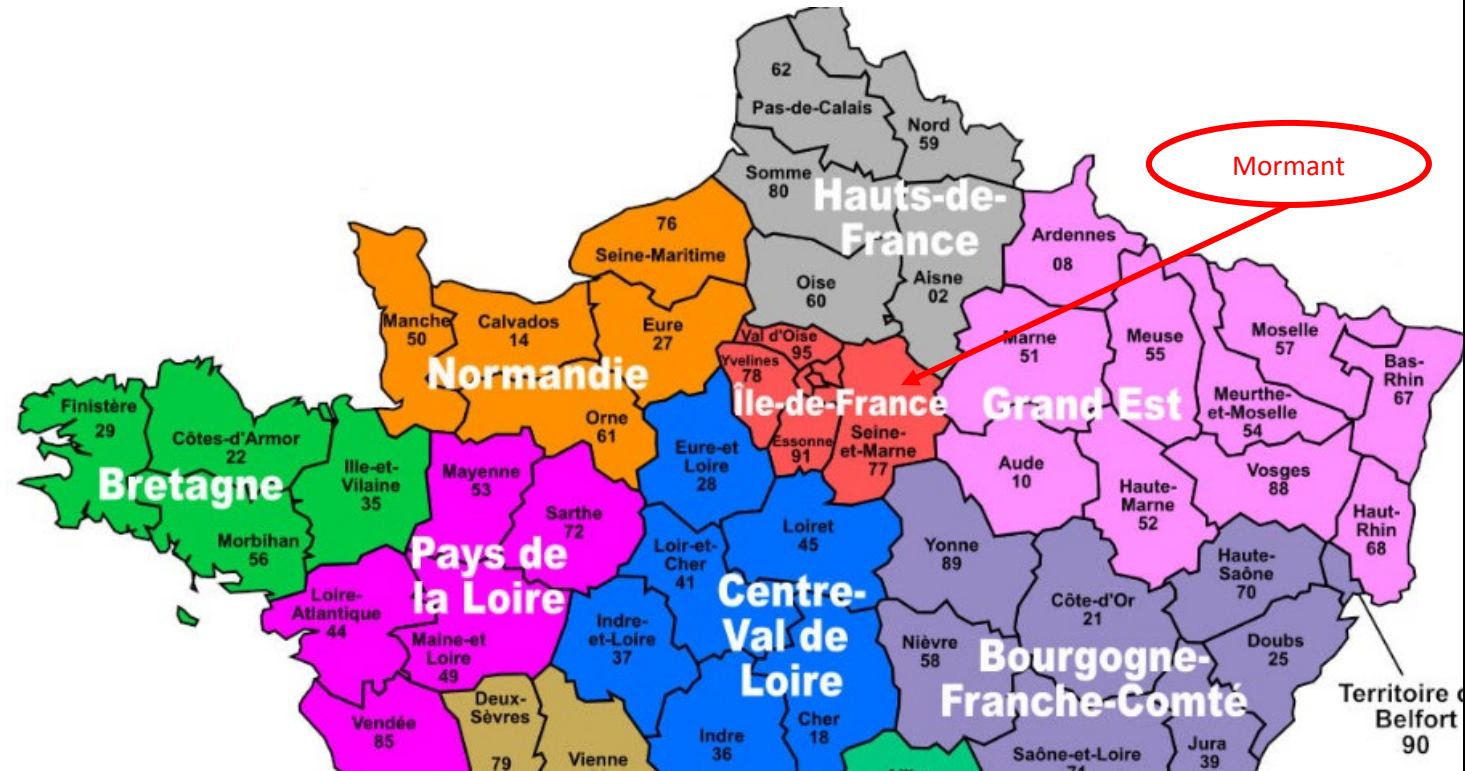 62
Pas-de-Calais
Nord
59
Mormant
Somme
80
Hauts-de-
France
76
Seine-Maritime
Ardennes
08
Oise
60
Aisne
02
Manche
50
Calvados
14
Eure
27
Normandie
Val d'Oise
95
Yvelines
78
Île-de-France
Marne
51
Meuse
55
Moselle
57
Bas-
Rhin
67
Grand Est
Meurthe-
et-Moselle
54
Finistère
29
Côtes-d'Armor
22
Bretagne
Ille-et-
Vilaine
35
Morbihan
56
Orne
61
Mayenne
53
Sarthe
72
Eure-et
Loire
28
Essonne
91
Seine-
et-Marne
77
Aude
10
Haute-
Marne
52
Vosges
88
Haut-
Rhin
68
Pays de
la Loire
Loire-
Atlantique
44
Maine-et
Loire
49
Loir-et-
Cher
41
Loiret
45
Yonne
89
Côte-d'Or
21
Haute-
Saône
70
Centre-
Val de
Loire
Indre-
et-Loire
37
Nièvre
58
Doubs
25
Bourgogne-
Franche-Comté
Territoire
Belfort
90
Vendée
85
Deux-
Sèvres
79
Vienne
Indre
36
Cher
18
Saône-et-Loire
Jura
39